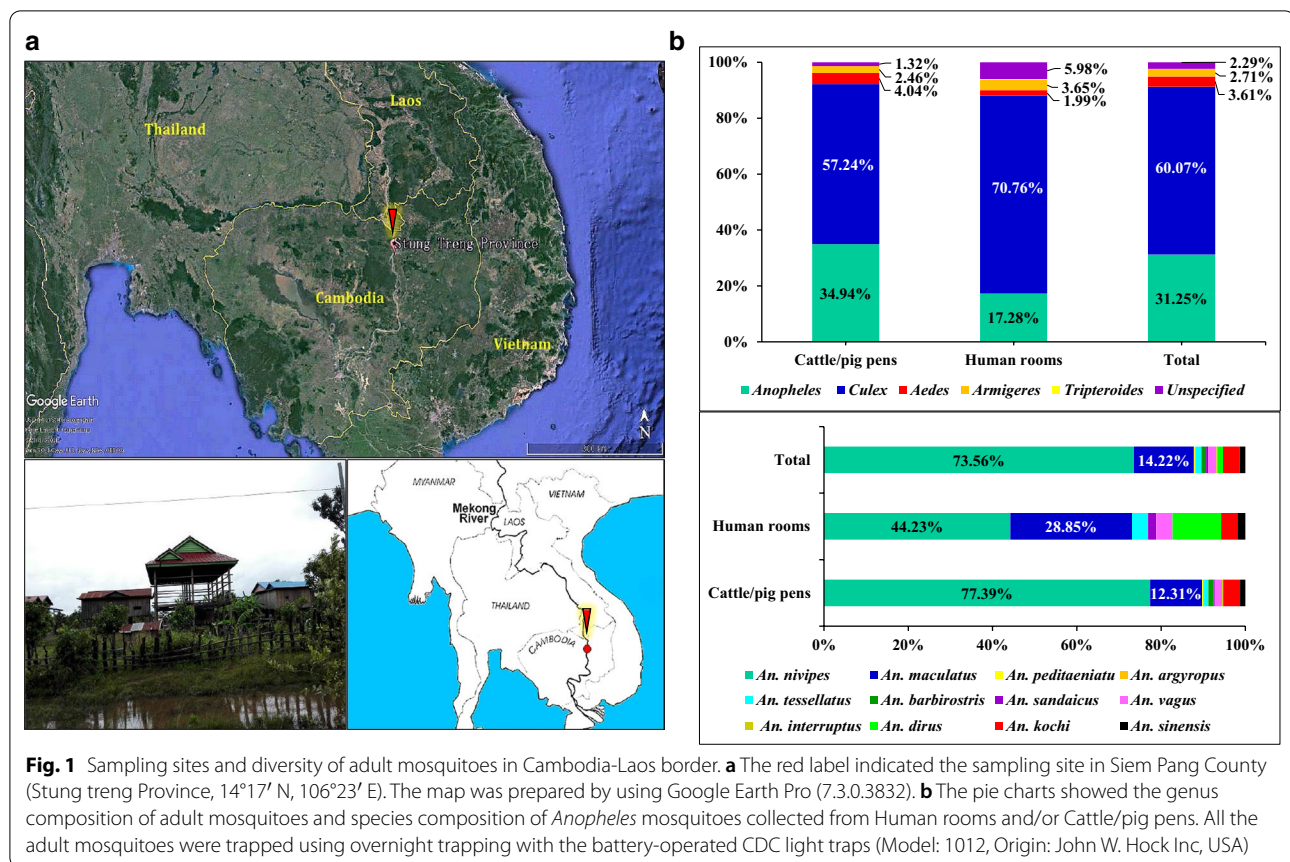 a
Laos
Thailand
Stung Treng Province
Cambodia
Vietnam
Google Earth
N
MYANMAR
VIETNAM
Mekong
River
LAOS
THAILAND
CAMBODIA
b
100%
80%
60%
40%
20%
0%
1.32%
2.46%
4.04%
57.24%
34.94%
5.98%
3.65%
1.99%
70.76%
17.28%
2.29%
2.71%
3.61%
60.07%
31.25%
Cattle/pig pens Human rooms Total
Anopheles Culex Aedes Armigeres Tripteroides Unspecified
Total 73.56% 14.22%
Human rooms 44.23% 28.85%
Cattle/pig pens 77.39% 12.31%
0% 20% 40% 60% 80% 100%
An. nivipes An. maculatus An. peditaeniatu An. argyropus
An. tessellatus An. barbirostris An. sandaicus An. vagus
An. interruptus An. dirus An. kochi An. sinensis
Fig. 1 Sampling sites and diversity of adult mosquitoes in Cambodia-Laos border. a The red label indicated the sampling site in Siem Pang County
(Stung treng Province, 14°17′ N, 106°23′ E). The map was prepared by using Google Earth Pro (7.3.0.3832). b The pie charts showed the genus
composition of adult mosquitoes and species composition of Anopheles mosquitoes collected from Human rooms and/or Cattle/pig pens. All the
adult mosquitoes were trapped using overnight trapping with the battery-operated CDC light traps (Model: 1012, Origin: John W. Hock Inc, USA)